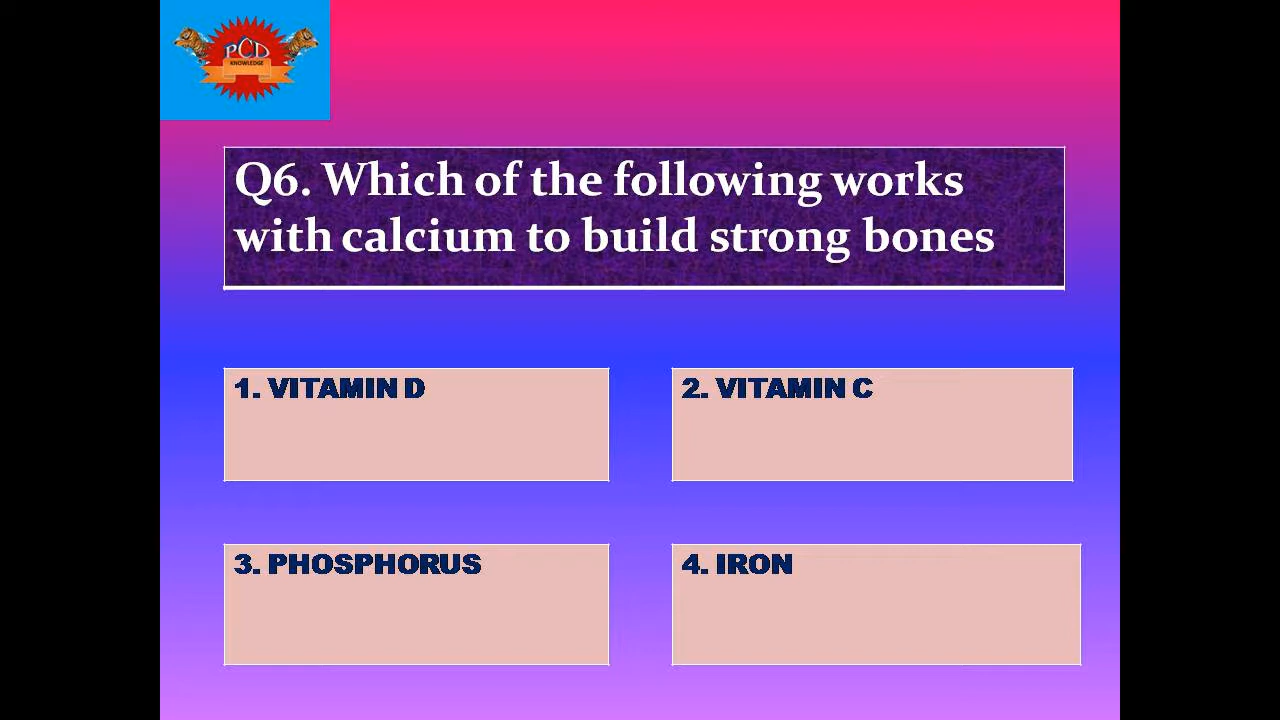 PCD
KNOWLEDGE
Q6. Which of the following works
with calcium to build strong bones
1. VITAMIN D
2. VITAMIN C
3. PHOSPHORUS
4. IRON